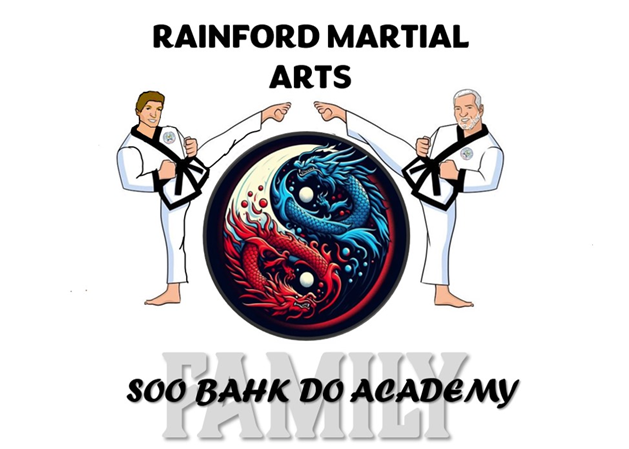 RAINFORD MARTIAL
ARTS
FAMILY
SOO BAHK DO ACADEMY